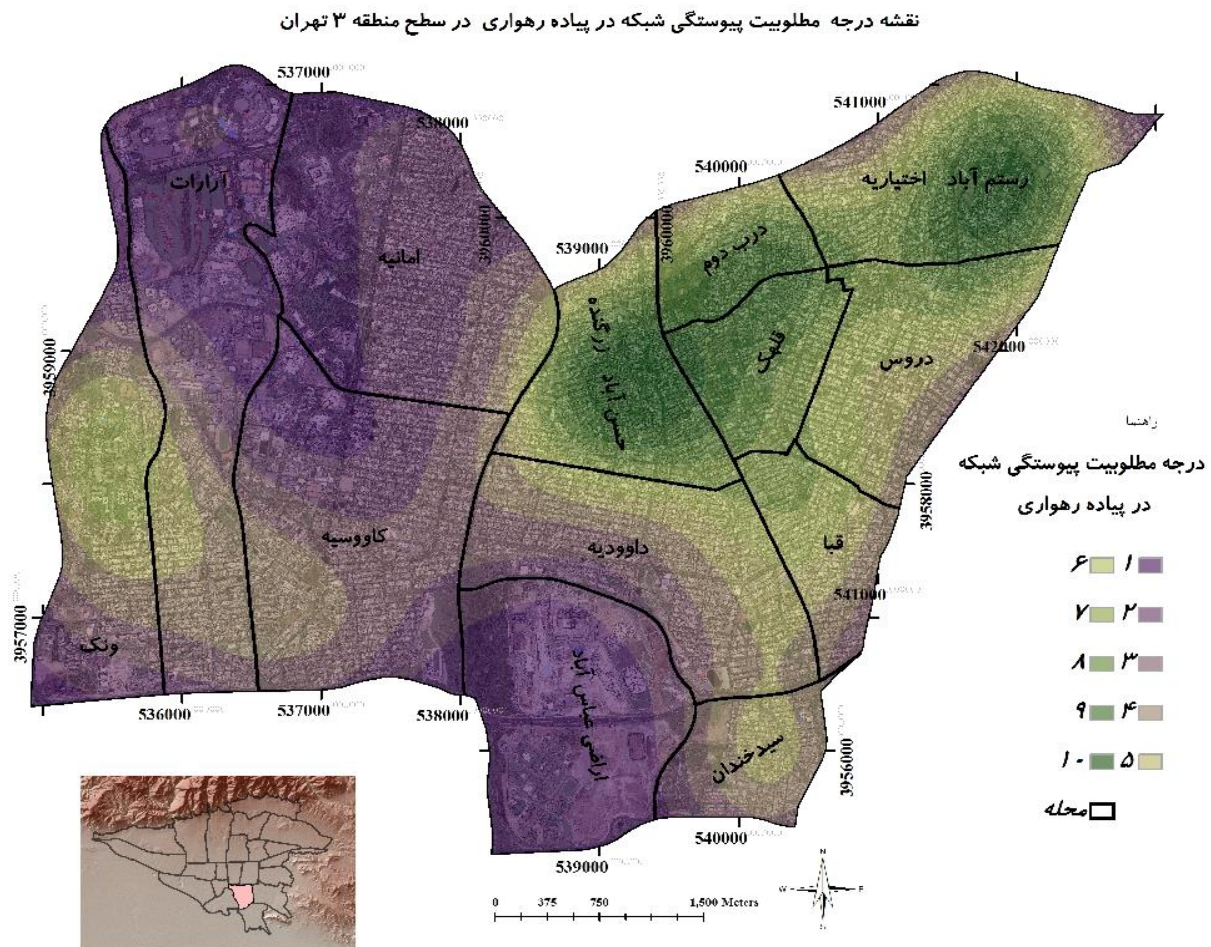 نقشه درجه مطلوبیت پیوستگی شبکه در پیاده رهواری در سطح منطقه ۳ تهران
537000
538000
541000
540000
539000
3960000
3960000
542000
3959000
3958000
541000
3957000
536000
537000
538000
3956000
540000
539000
آرارات
امانیه
رستم آباد اختیاریه
درب دوم
زرگنده
حسن آباد
قلهک
دروس
کاووسیه
داوودیه
قبا
ونک
اراضی عباس آباد
سیدخندان
راهنما
درجه مطلوبیت پیوستگی شبکه
در پیاده رهواری
۱ ۶
۲ ۷
۳ ۸
۴ ۹
۵ ۱۰
محله
0 375 750 1,500 Meters
N
W E
S